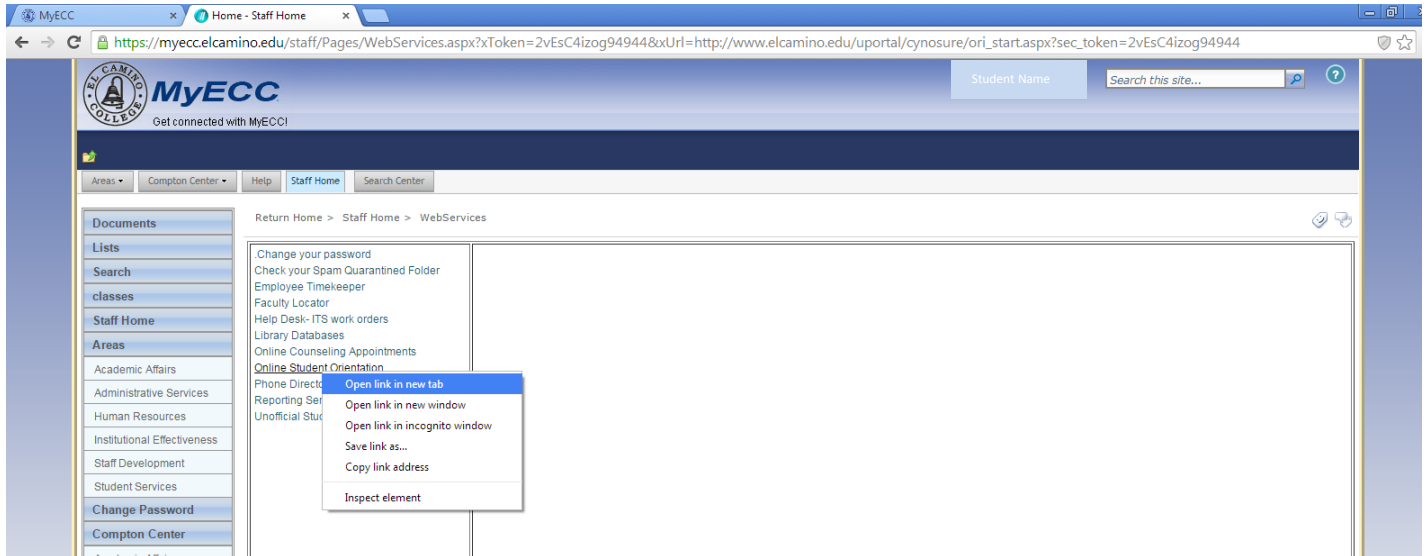 MyECC
Home - Staff Home
https://myecc.elcamino.edu/staff/Pages/WebServices.aspx?xToken=2vEsC4izog94944&xUrl=http://www.elcamino.edu/uportal/cynosure/ori_start.aspx?sec_token=2vEsC4izog94944
EL CAMINO
COLLEGE
MyECC
Get connected with MyECC!
Student Name
Search this site...
?
Areas
Compton Center
Help
Staff Home
Search Center
Documents
Lists
Search
classes
Staff Home
Areas
Academic Affairs
Administrative Services
Human Resources
Institutional Effectiveness
Staff Development
Student Services
Change Password
Compton Center
Return Home > Staff Home > WebServices
.Change your password
Check your Spam Quarantined Folder
Employee Timekeeper
Faculty Locator
Help Desk- ITS work orders
Library Databases
Online Counseling Appointments
Online Student Orientation
Phone Directo
Reporting Ser
Unofficial Stud
Open link in new tab
Open link in new window
Open link in incognito window
Save link as...
Copy link address
Inspect element